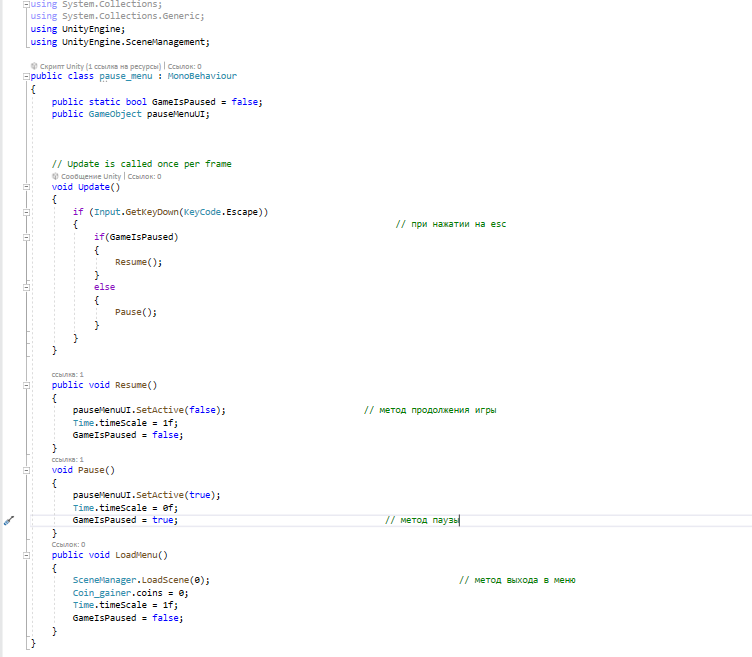 using System.Collections;
using System.Collections.Generic;
using UnityEngine;
using UnityEngine.SceneManagement;
Скрипт Unity (1 ссылка на ресурсы) | Ссылок: 0
public class pause_menu : MonoBehaviour
{
public static bool GameIsPaused = false;
public GameObject pauseMenuUI;
// Update is called once per frame
Сообщение Unity | Ссылок: 0
void Update()
{
if (Input.GetKeyDown(KeyCode.Escape))
{ // при нажатии на esc
if(GameIsPaused)
{
Resume();
}
else
{
Pause();
}
}
}
ссылка: 1
public void Resume()
{
pauseMenuUI.SetActive(false); // метод продолжения игры
Time.timeScale = 1f;
GameIsPaused = false;
}
ссылка: 1
void Pause()
{
pauseMenuUI.SetActive(true);
Time.timeScale = 0f;
GameIsPaused = true; // метод паузы
}
Ссылок: 0
public void LoadMenu()
{
SceneManager.LoadScene(0); // метод выхода в меню
Coin_gainer.coins = 0;
Time.timeScale = 1f;
GameIsPaused = false;
}
}